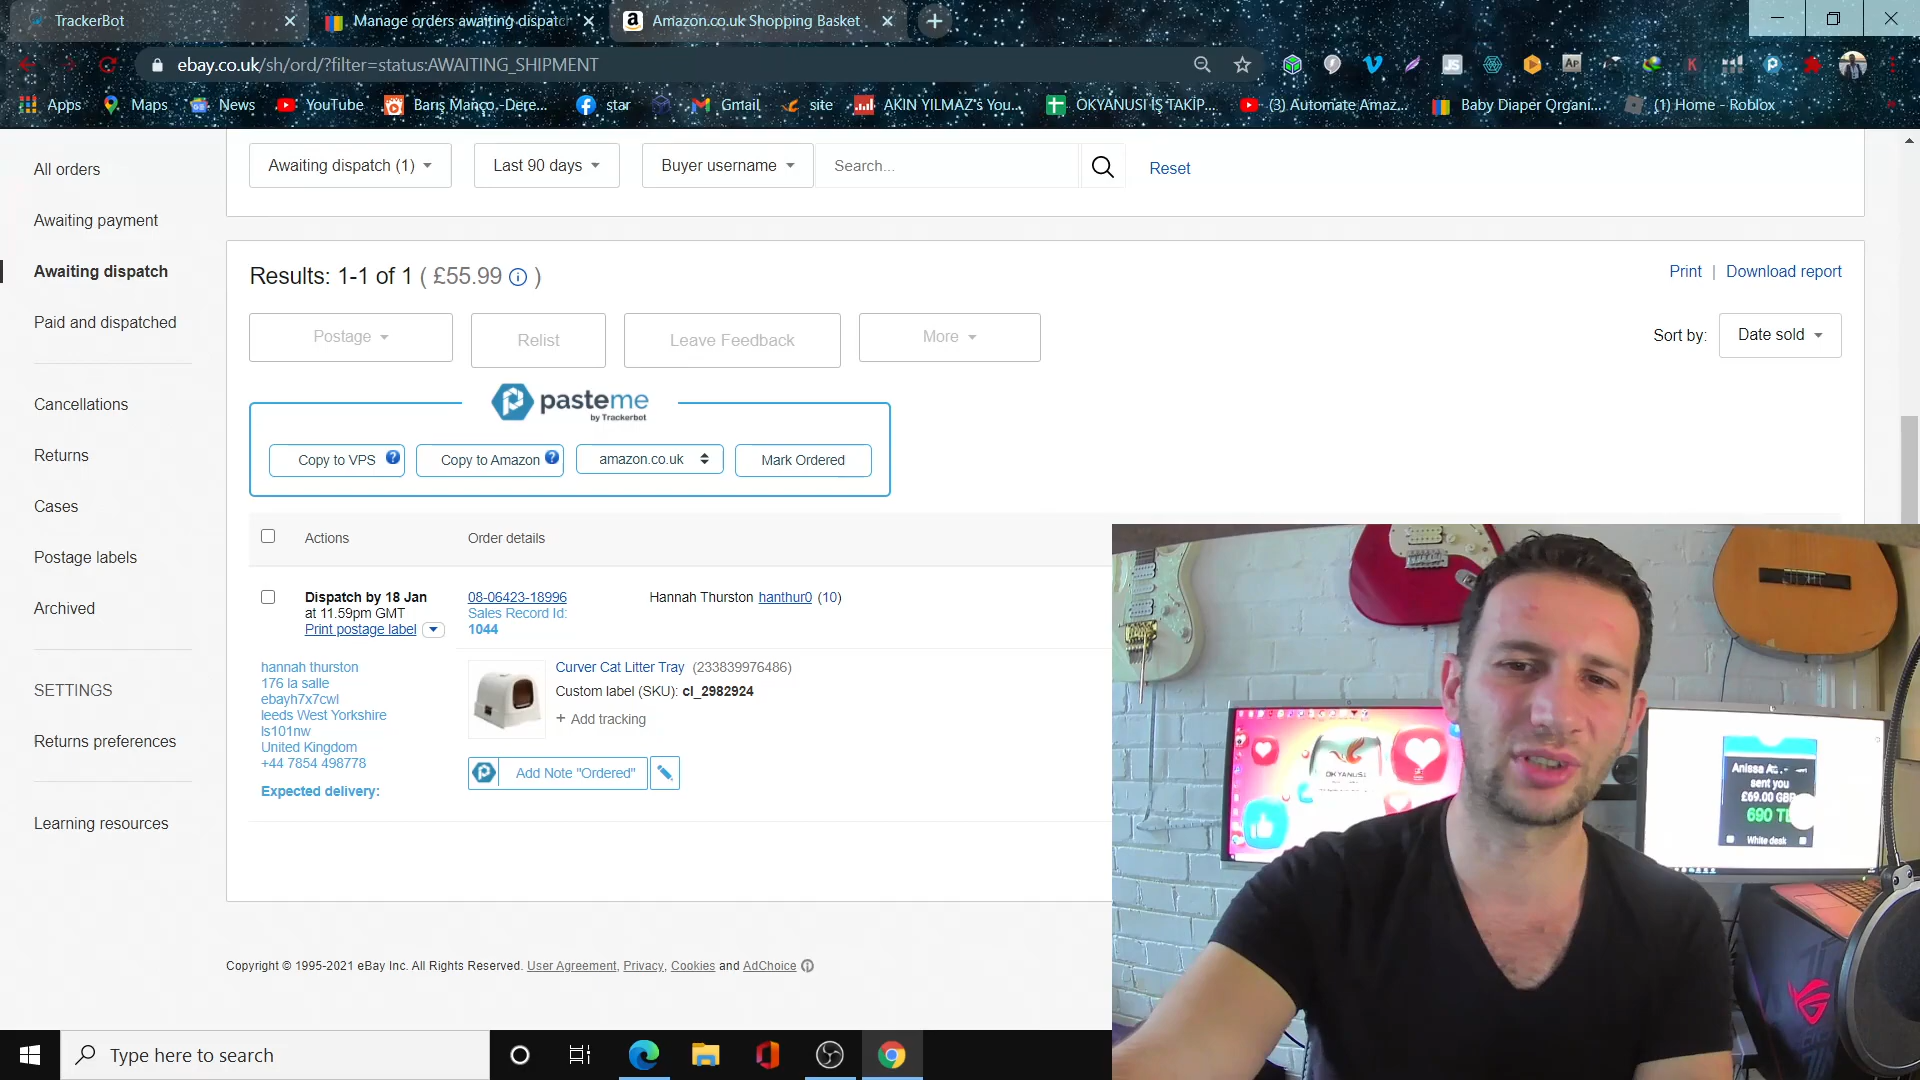 TrackerBot
Manage orders awaiting dispatch
Amazon.co.uk Shopping Basket
ebay.co.uk/sh/ord/?filter=status:AWAITING_SHIPMENT
Apps
Maps
News
YouTube
Barış Manço -Dere...
star
Gmail
site
AKIN YILMAZ's You...
OKYANUSI İŞ TAKİP...
(3) Automate Amaz...
Baby Diaper Organi...
(1) Home - Roblox
All orders
Awaiting payment
Awaiting dispatch
Paid and dispatched
Cancellations
Returns
Cases
Postage labels
Archived
SETTINGS
Returns preferences
Learning resources
Awaiting dispatch (1)
Last 90 days
Buyer username
Search...
Reset
Results: 1-1 of 1 ( £55.99 )
Print | Download report
Postage
Relist
Leave Feedback
More
Sort by:
Date sold
pasteme
by Trackerbot
Copy to VPS ?
Copy to Amazon ?
amazon.co.uk
Mark Ordered
Actions
Order details
Dispatch by 18 Jan
at 11.59pm GMT
Print postage label
08-06423-18996
Sales Record Id:
1044
Hannah Thurston hanthur0 (10)
hannah thurston
176 la salle
ebayh7x7cwl
leeds West Yorkshire
ls101nw
United Kingdom
+44 7854 498778
Expected delivery:
Curver Cat Litter Tray (233839976486)
Custom label (SKU): cl_2982924
+ Add tracking
Add Note "Ordered"
OKYANUSI
sent you
£69.00 GBP
White desk
Copyright © 1995-2021 eBay Inc. All Rights Reserved. User Agreement, Privacy, Cookies and AdChoice
Type here to search